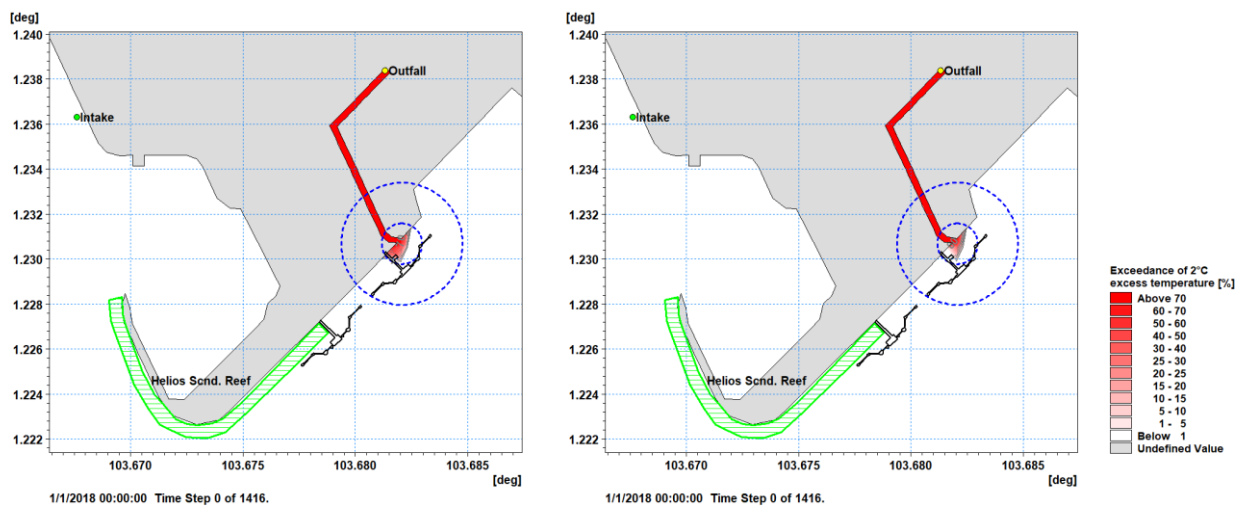 [deg]
1.240
1.238
1.236
1.234
1.232
1.230
1.228
1.226
1.224
1.222
Outfall
Intake
Helios Scnd. Reef
103.670 103.675 103.680 103.685
[deg]
1/1/2018 00:00:00 Time Step 0 of 1416.
[deg]
1.240
1.238
1.236
1.234
1.232
1.230
1.228
1.226
1.224
1.222
Outfall
Intake
Helios Scnd. Reef
103.670 103.675 103.680 103.685
[deg]
1/1/2018 00:00:00 Time Step 0 of 1416.
Exceedance of 2°C
excess temperature [%]
Above 70
60 - 70
50 - 60
40 - 50
30 - 40
25 - 30
20 - 25
15 - 20
10 - 15
5 - 10
1 - 5
Below 1
Undefined Value